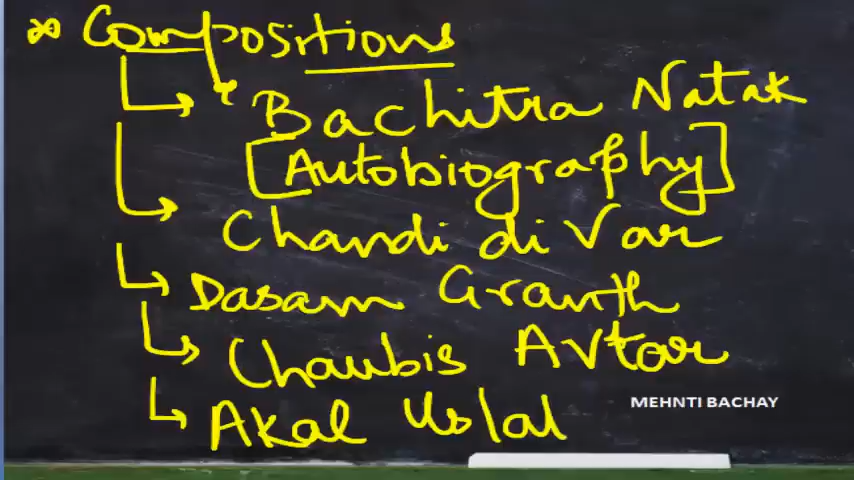 * Compositions
Bachitra Natak
[Autobiography]
Chandi di Var
Dasam Granth
Chaubis Avtar
Akal Ustat
MEHNTI BACHAY